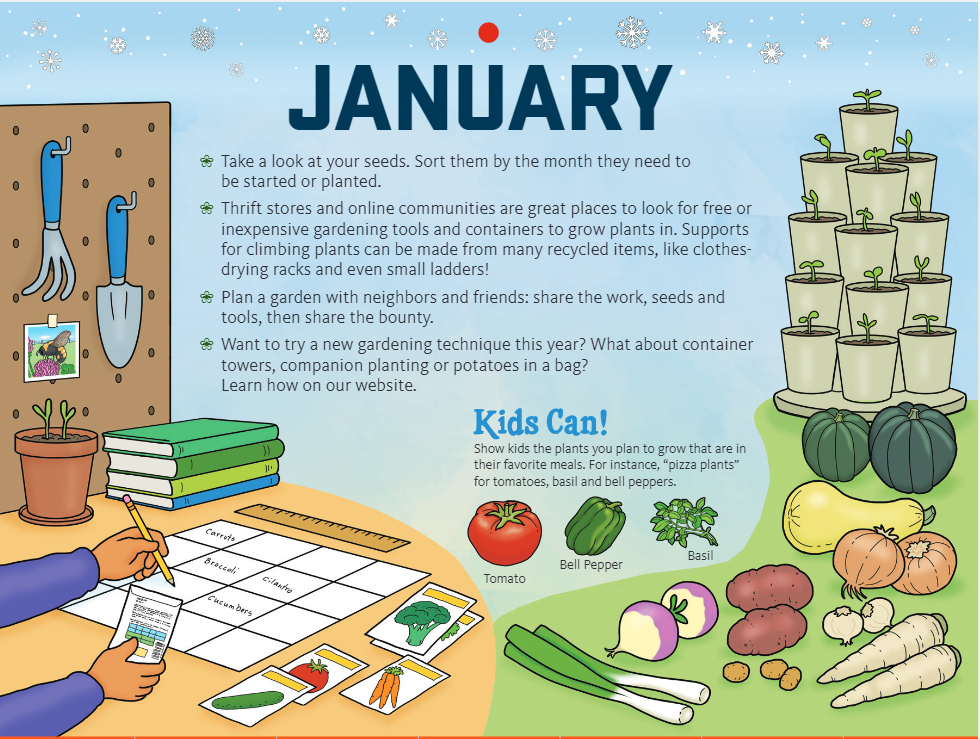 JANUARY
Take a look at your seeds. Sort them by the month they need to
be started or planted.
Thrift stores and online communities are great places to look for free or
inexpensive gardening tools and containers to grow plants in. Supports
for climbing plants can be made from many recycled items, like clothes-
drying racks and even small ladders!
Plan a garden with neighbors and friends: share the work, seeds and
tools, then share the bounty.
Want to try a new gardening technique this year? What about container
towers, companion planting or potatoes in a bag?
Learn how on our website.
Kids Can!
Show kids the plants you plan to grow that are in
their favorite meals. For instance, “pizza plants”
for tomatoes, basil and bell peppers.
Tomato
Bell Pepper
Basil
Carrots
Broccoli
Cilantro
Cucumbers